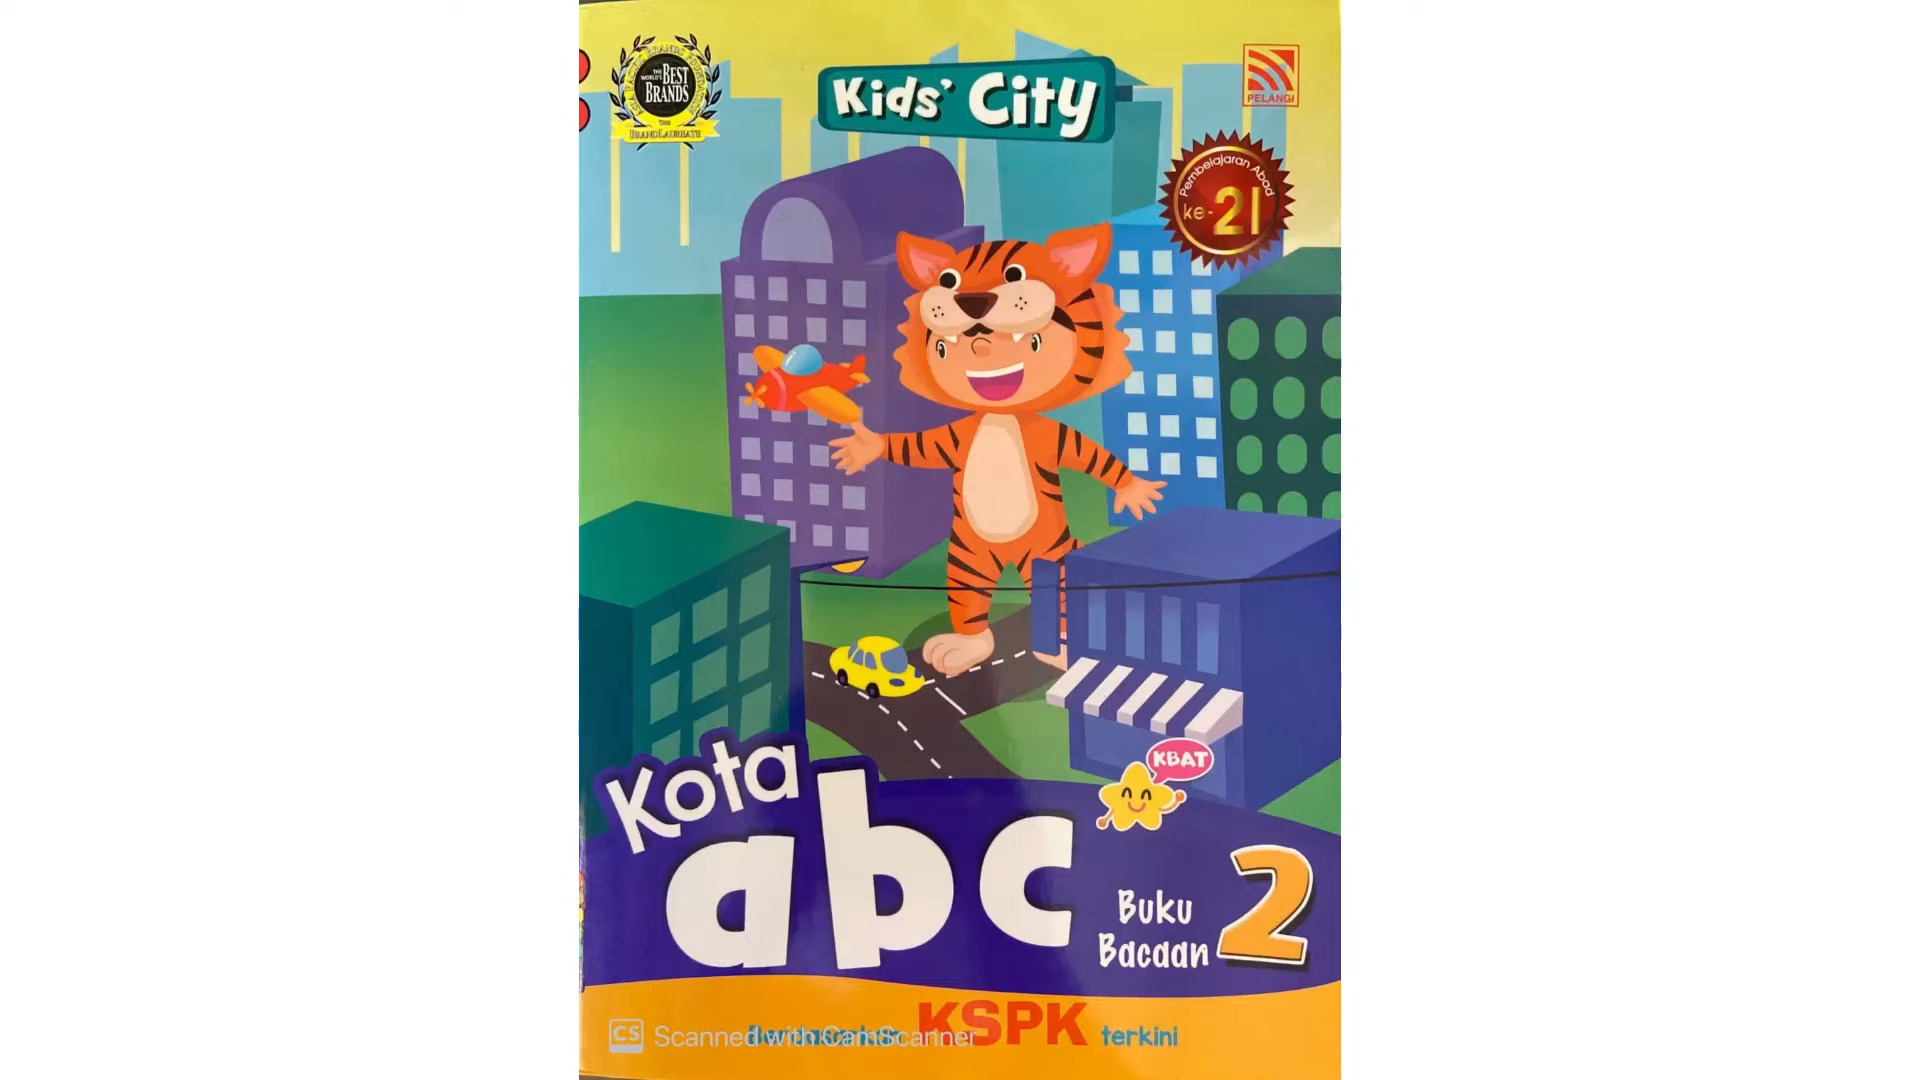 THE WORLD'S BEST BRANDS
THE
BRANDLAUREATE
Kids' City
PELANGI
Pembelajaran Abad
ke-21
Kota
abc
KBAT
Buku
Bacaan 2
KSPK terkini
CS Scanned with CamScanner